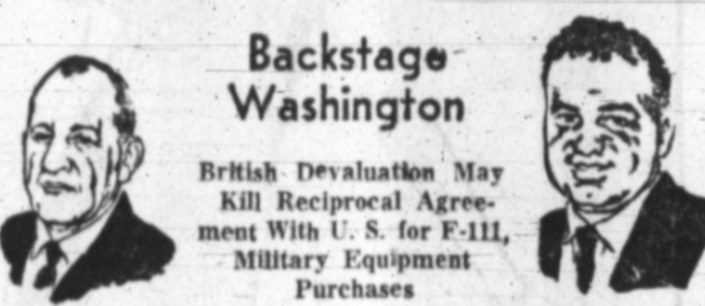 Backstage
Washington
British Devaluation May
Kill Reciprocal Agree-
ment With U. S. for F-111,
Military Equipment
Purchases